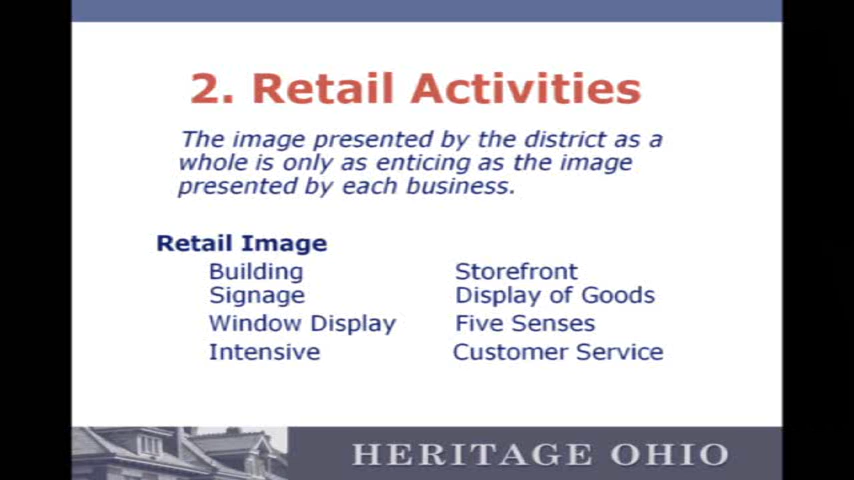 2. Retail Activities
The image presented by the district as a
whole is only as enticing as the image
presented by each business.
Retail Image
Building
Storefront
Signage
Display of Goods
Window Display
Five Senses
Intensive
Customer Service
HERITAGE OHIO